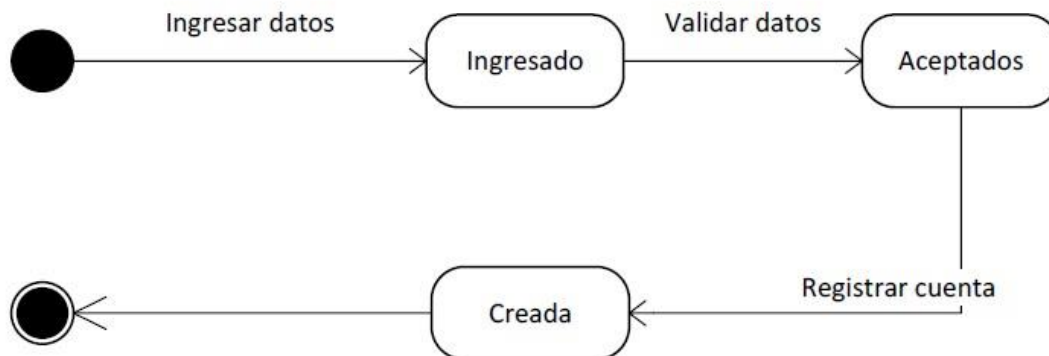 Ingresar datos
Ingresado
Validar datos
Aceptados
Registrar cuenta
Creada